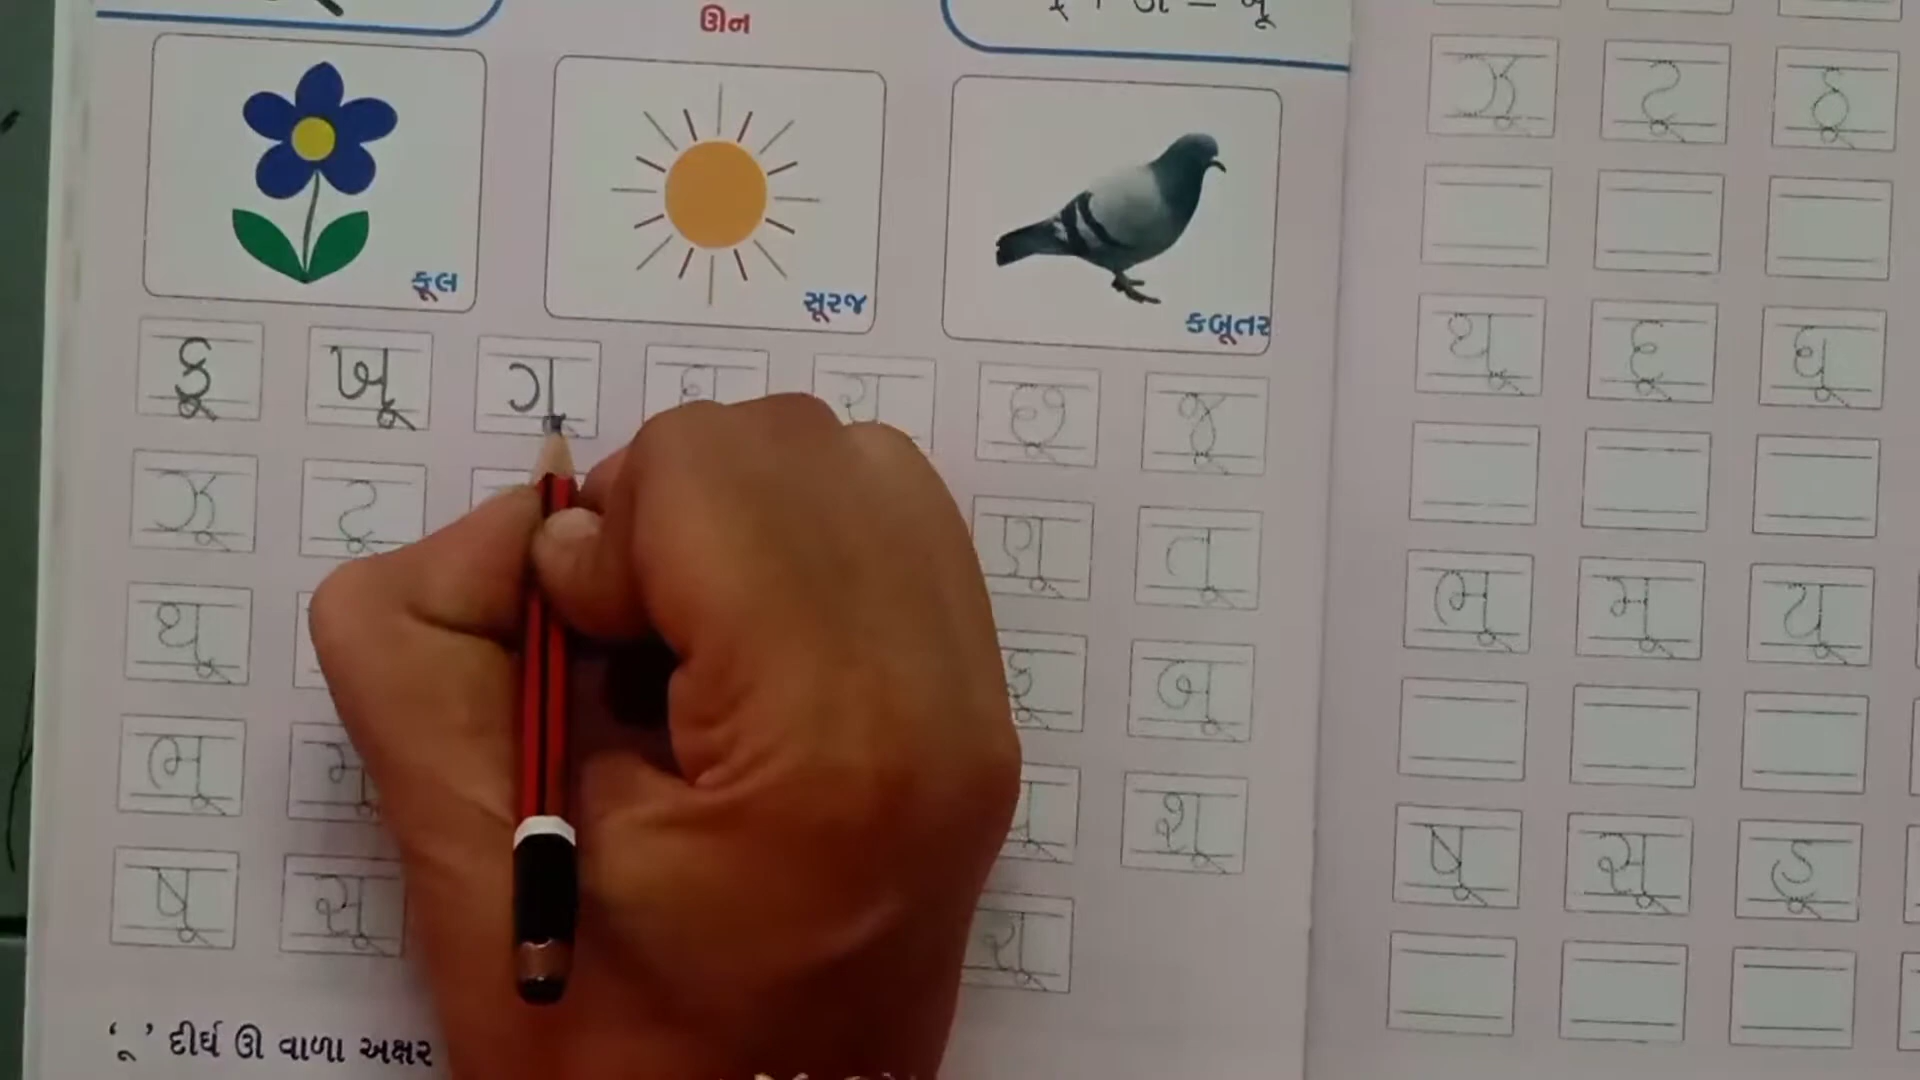 ઊન
ફૂલ સૂરજ કબૂતર
કૂ ખૂ ગૂ ઘૂ ચૂ છૂ જૂ
ઝૂ ટૂ ણૂ તૂ
થૂ ફૂ બૂ
ભૂ મૂ શૂ
ષૂ સૂ
'ૂ' દીર્ઘ ઊ વાળા અક્ષર
ઝૂ ટૂ ઠૂ
થૂ દૂ ધૂ
ભૂ મૂ યૂ
ષૂ સૂ હૂ